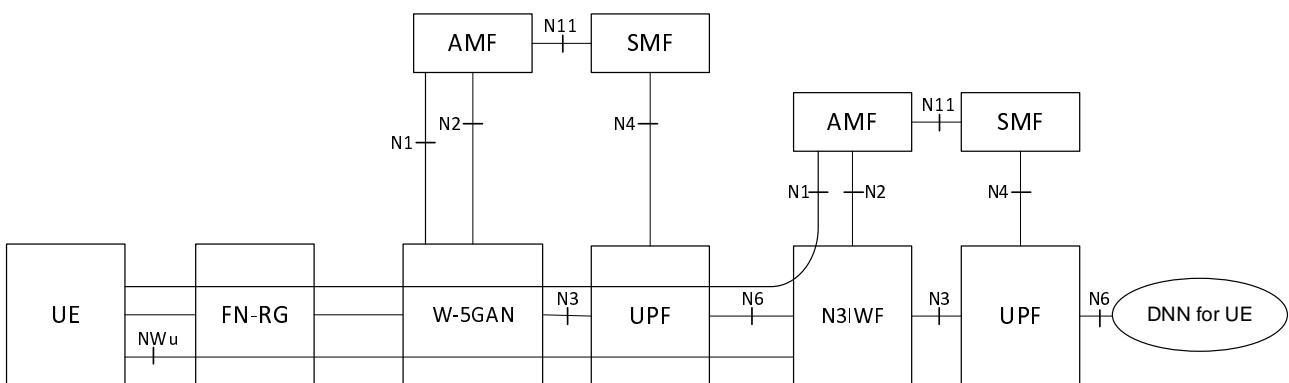 N11
AMF
SMF
N11
AMF
SMF
N2
N4
N1
N1
N2
N4
N3
N6
N3
N6
UE
FN-RG
W-5GAN
UPF
N3IWF
UPF
DNN for UE
NWu